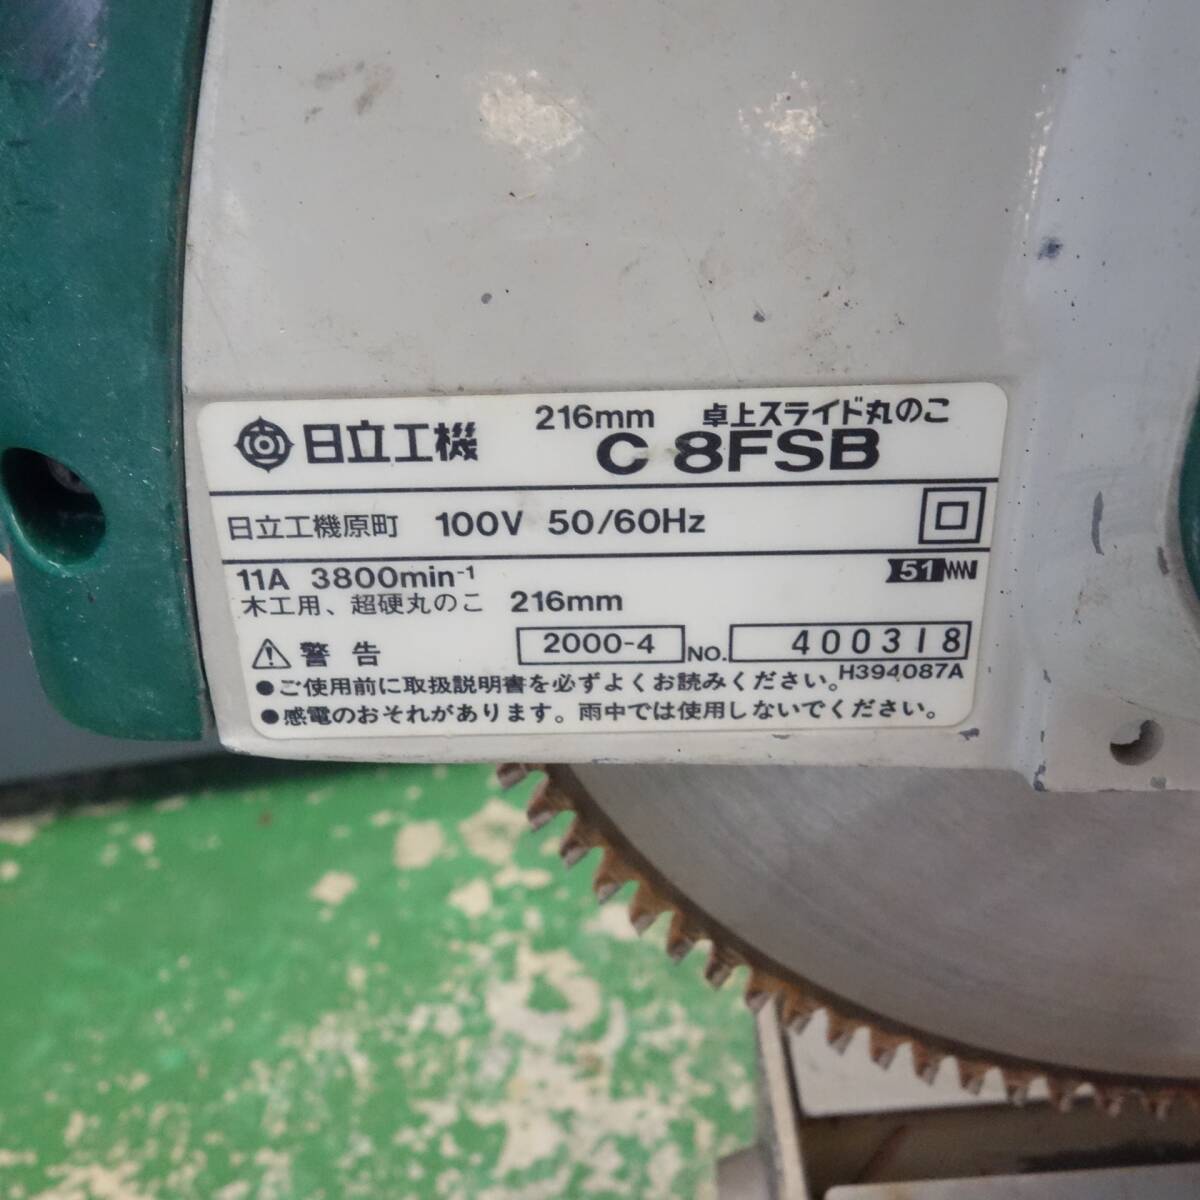 日立工機 216mm 卓上スライド丸のこ
C 8FSB
日立工機原町 100V 50/60Hz
11A 3800min⁻¹ 51
木工用、超硬丸のこ 216mm
警告 2000-4 NO. 400318
H394087A
●ご使用前に取扱説明書を必ずよくお読みください。
●感電のおそれがあります。雨中では使用しないでください。